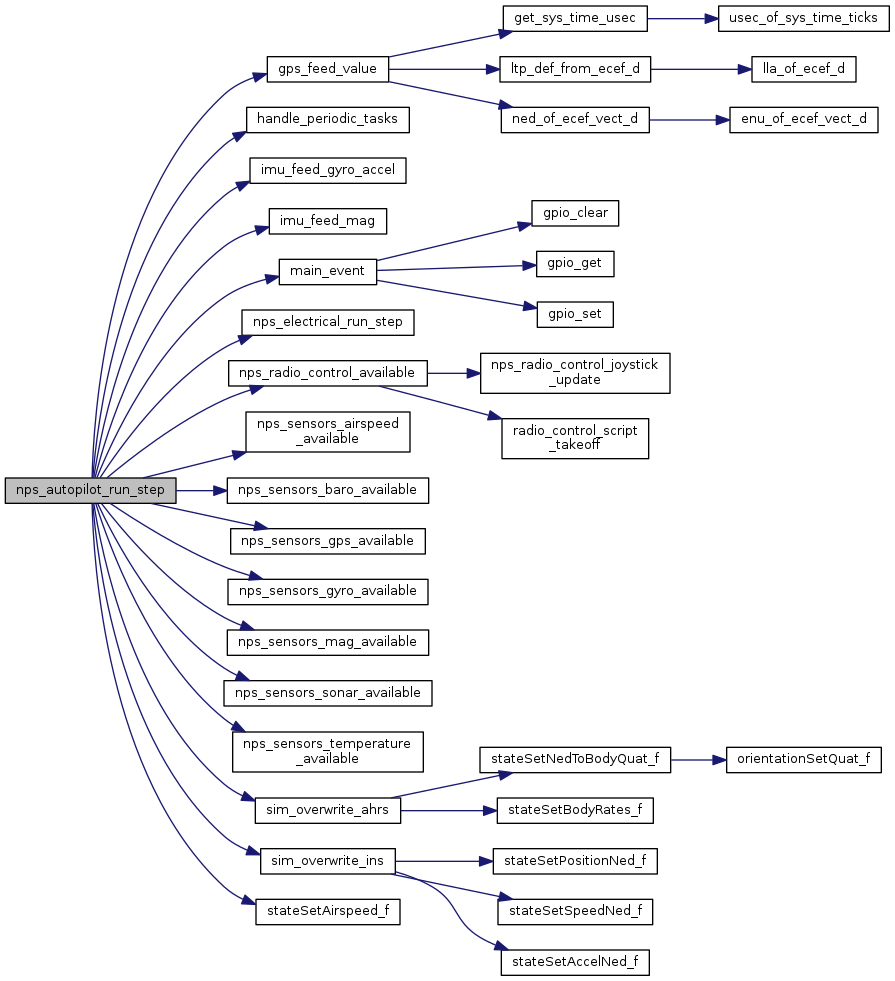 get_sys_time_usec
usec_of_sys_time_ticks
gps_feed_value
ltp_def_from_ecef_d
lla_of_ecef_d
handle_periodic_tasks
ned_of_ecef_vect_d
enu_of_ecef_vect_d
imu_feed_gyro_accel
imu_feed_mag
gpio_clear
main_event
gpio_get
gpio_set
nps_electrical_run_step
nps_radio_control_available
nps_radio_control_joystick
_update
nps_sensors_airspeed
_available
radio_control_script
_takeoff
nps_autopilot_run_step
nps_sensors_baro_available
nps_sensors_gps_available
nps_sensors_gyro_available
nps_sensors_mag_available
nps_sensors_sonar_available
nps_sensors_temperature
_available
stateSetNedToBodyQuat_f
orientationSetQuat_f
sim_overwrite_ahrs
stateSetBodyRates_f
sim_overwrite_ins
stateSetPositionNed_f
stateSetAirspeed_f
stateSetSpeedNed_f
stateSetAccelNed_f